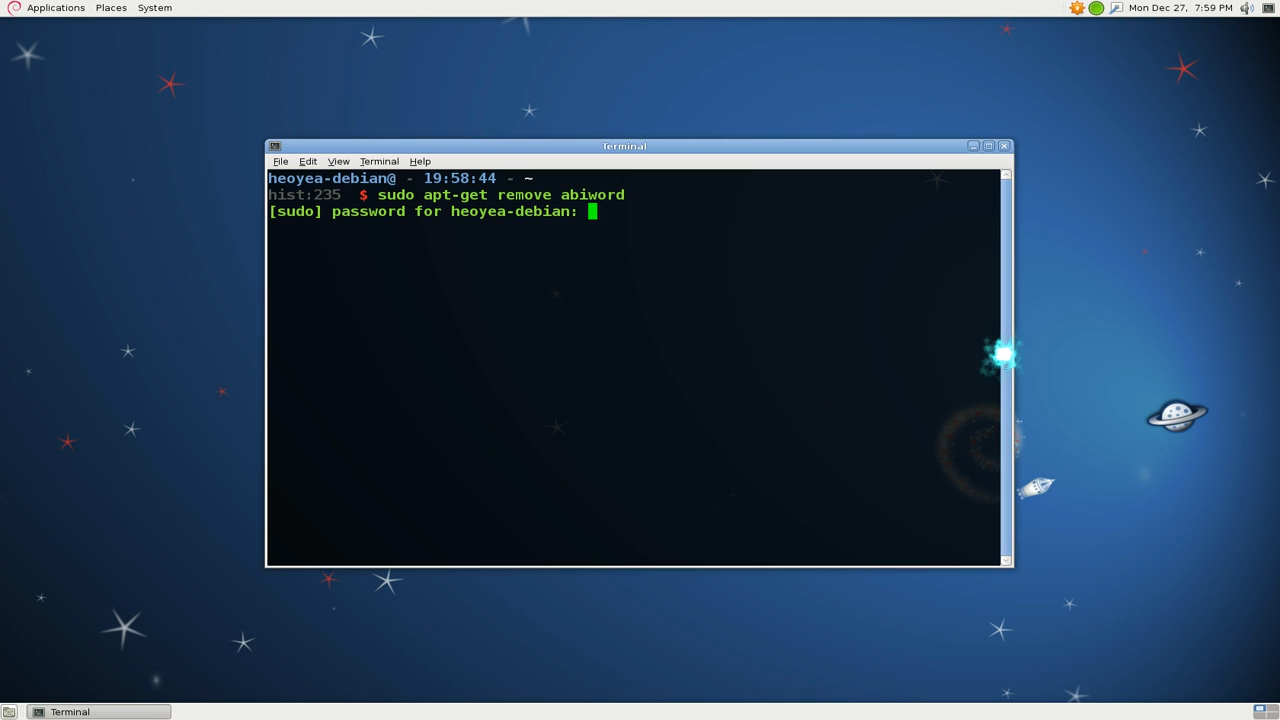 Applications Places System Mon Dec 27, 7:59 PM
Terminal
File Edit View Terminal Help
heoyea-debian@ - 19:58:44 - ~
hist:235 $ sudo apt-get remove abiword
[sudo] password for heoyea-debian:
Terminal